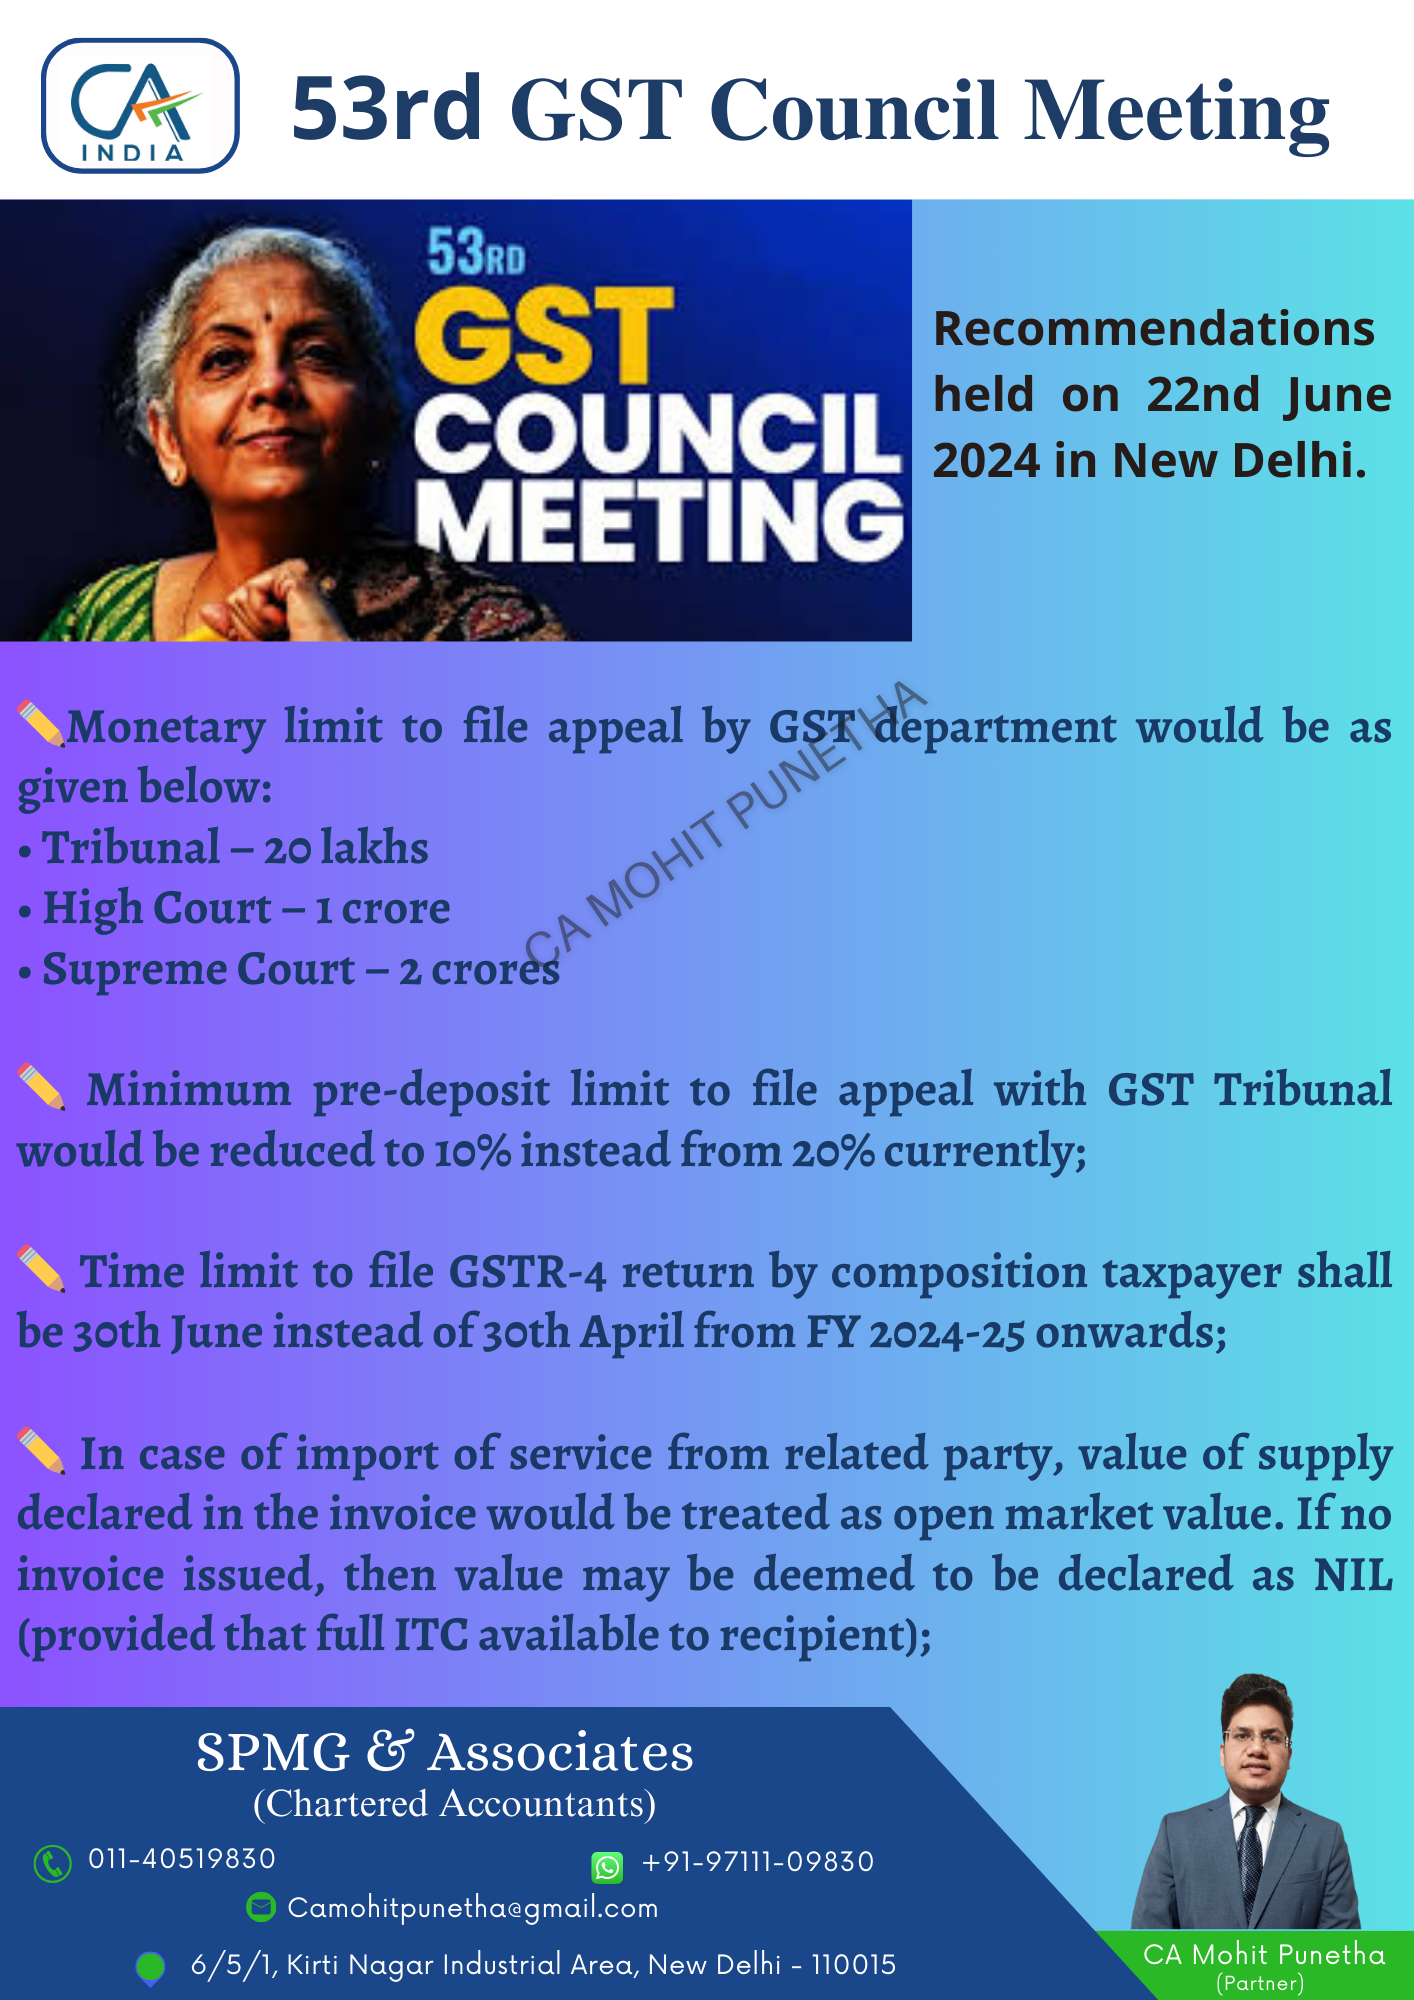 CA
INDIA
53rd GST Council Meeting
53RD
GST
COUNCIL
MEETING
Recommendations
held on 22nd June
2024 in New Delhi.
Monetary limit to file appeal by GST department would be as
given below:
• Tribunal – 20 lakhs
• High Court – 1 crore
• Supreme Court – 2 crores
CA MOHIT PUNETHA
Minimum pre-deposit limit to file appeal with GST Tribunal
would be reduced to 10% instead from 20% currently;
Time limit to file GSTR-4 return by composition taxpayer shall
be 30th June instead of 30th April from FY 2024-25 onwards;
In case of import of service from related party, value of supply
declared in the invoice would be treated as open market value. If no
invoice issued, then value may be deemed to be declared as NIL
(provided that full ITC available to recipient);
SPMG & Associates
(Chartered Accountants)
011-40519830
+91-97111-09830
Camohitpunetha@gmail.com
6/5/1, Kirti Nagar Industrial Area, New Delhi - 110015
CA Mohit Punetha
(Partner)